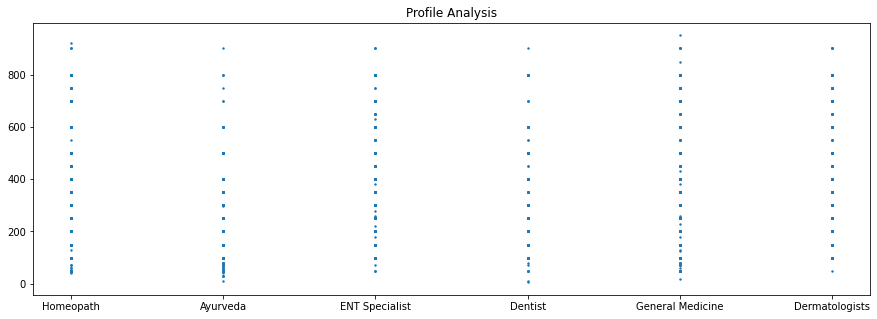 Profile Analysis
800
600
400
200
0
Homeopath Ayurveda ENT Specialist Dentist General Medicine Dermatologists